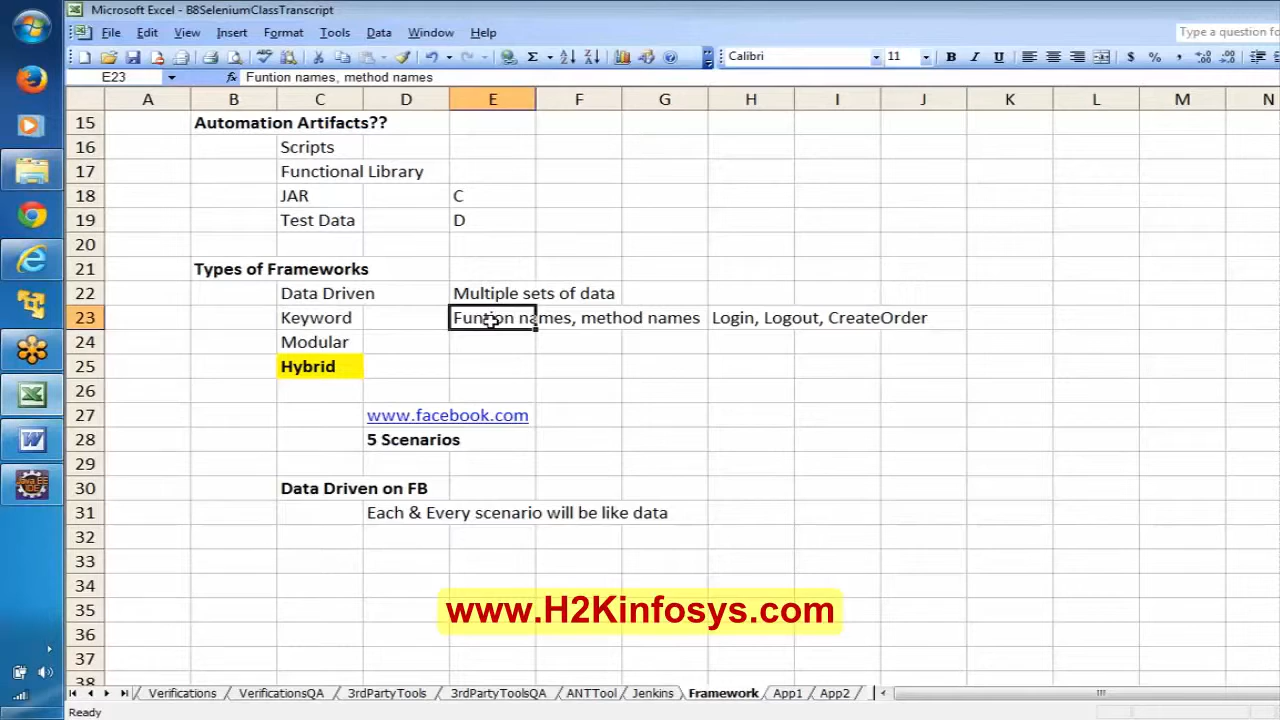 Microsoft Excel - B8SeleniumClassTranscript
File Edit View Insert Format Tools Data Window Help Type a question fo
Calibri 11 B I U $ %
E23 fx Funtion names, method names
A B C D E F G H I J K L M N
15 Automation Artifacts??
16 Scripts
17 Functional Library
18 JAR C
19 Test Data D
20
21 Types of Frameworks
22 Data Driven Multiple sets of data
23 Keyword Funtion names, method names Login, Logout, CreateOrder
24 Modular
25 Hybrid
26
27 www.facebook.com
28 5 Scenarios
29
30 Data Driven on FB
31 Each & Every scenario will be like data
32
33
34
35
www.H2Kinfosys.com
36
37
38
Verifications VerificationsQA 3rdPartyTools 3rdPartyToolsQA ANTTool Jenkins Framework App1 App2
Ready